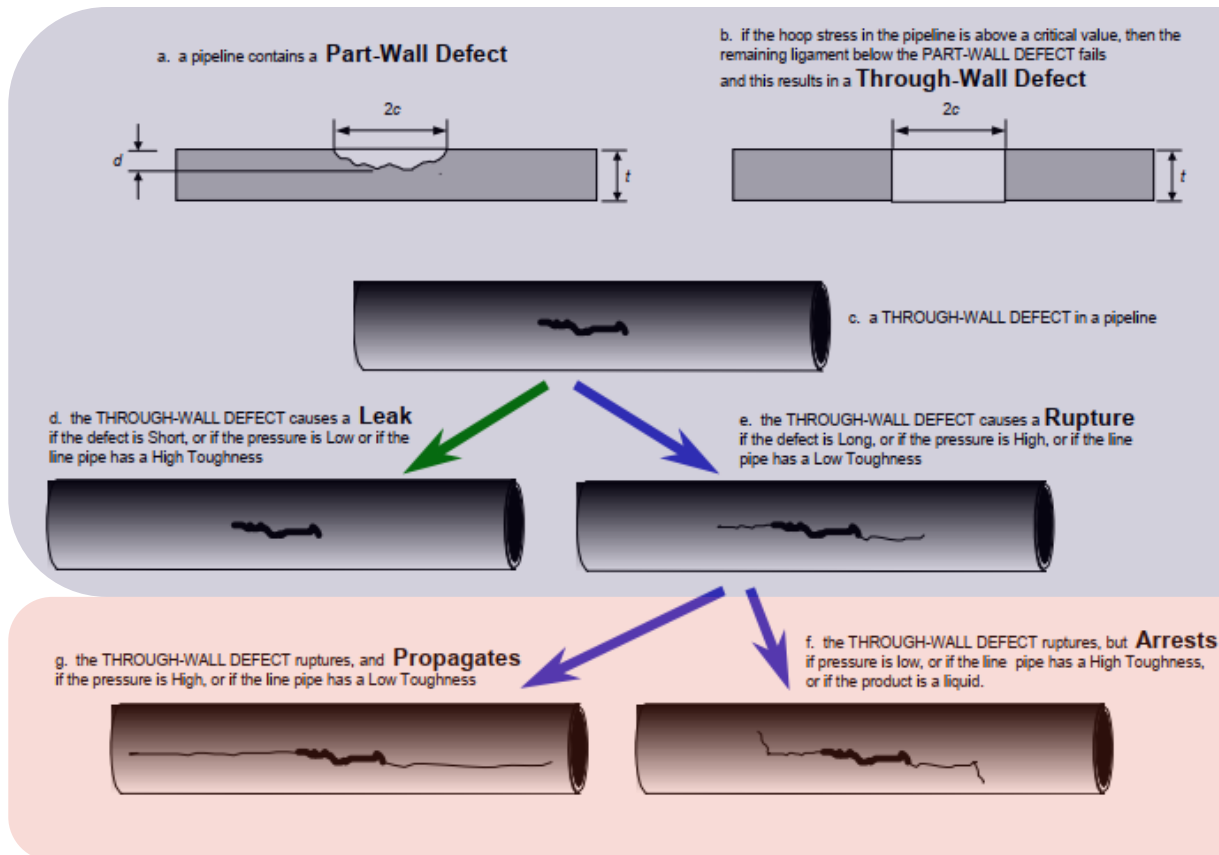 a. a pipeline contains a Part-Wall Defect
2c
d
t
b. if the hoop stress in the pipeline is above a critical value, then the
remaining ligament below the PART-WALL DEFECT fails
and this results in a Through-Wall Defect
2c
t
c. a THROUGH-WALL DEFECT in a pipeline
d. the THROUGH-WALL DEFECT causes a Leak
if the defect is Short, or if the pressure is Low or if the
line pipe has a High Toughness
e. the THROUGH-WALL DEFECT causes a Rupture
if the defect is Long, or if the pressure is High, or if the line
pipe has a Low Toughness
g. the THROUGH-WALL DEFECT ruptures, and Propagates
if the pressure is High, or if the line pipe has a Low Toughness
f. the THROUGH-WALL DEFECT ruptures, but Arrests
if pressure is low, or if the line pipe has a High Toughness,
or if the product is a liquid.